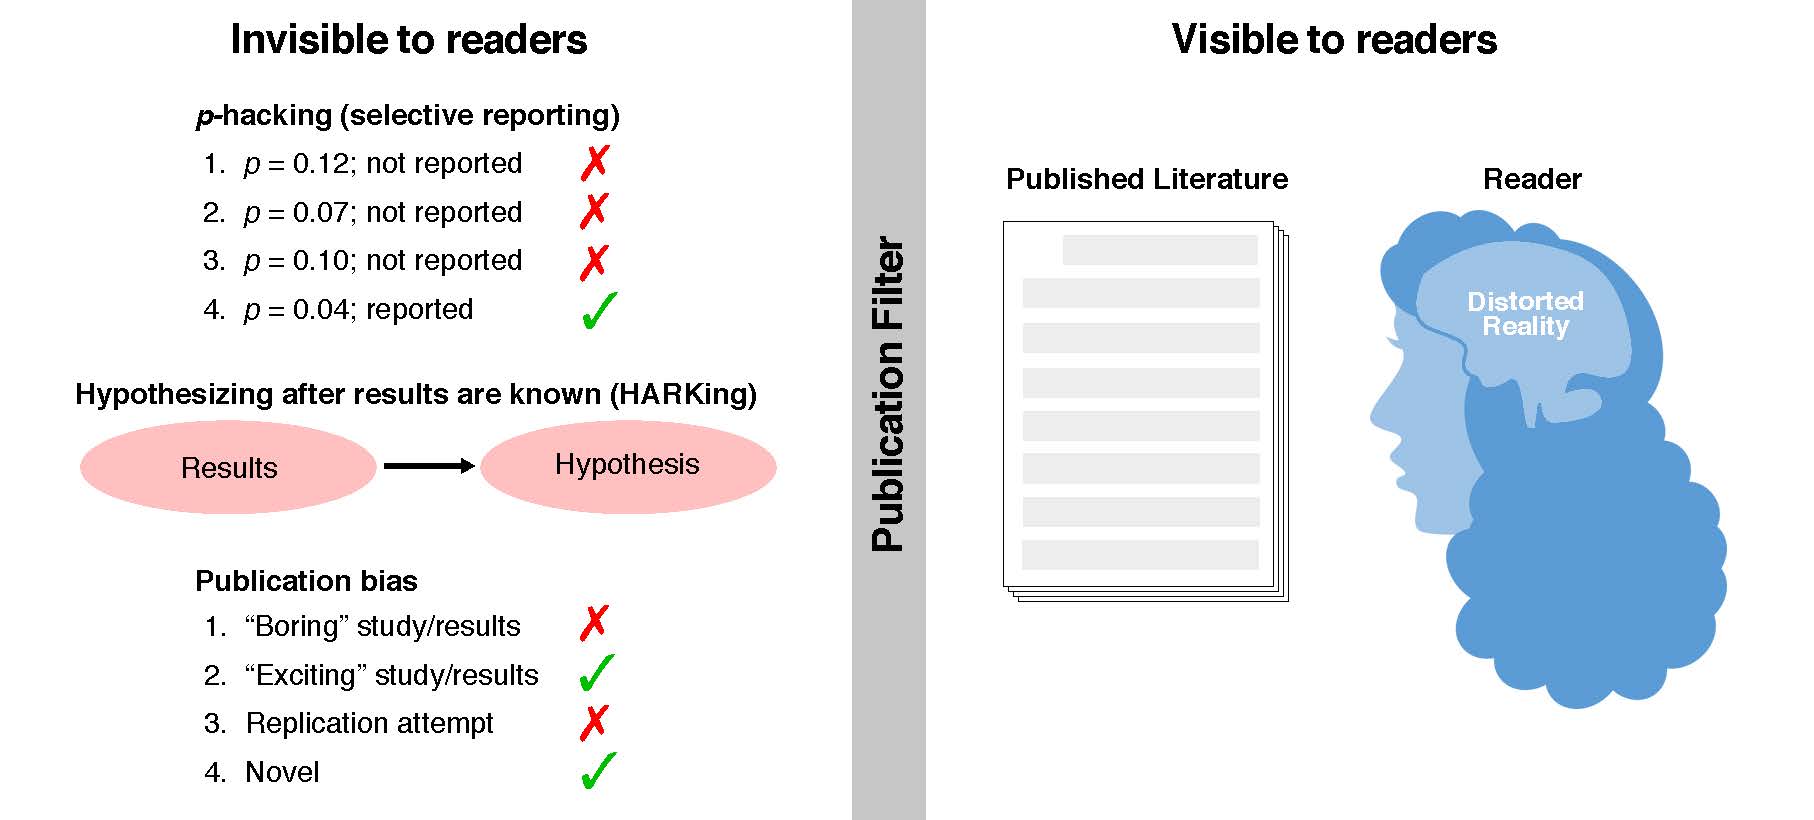 Invisible to readers
p-hacking (selective reporting)
1. p = 0.12; not reported
2. p = 0.07; not reported
3. p = 0.10; not reported
4. p = 0.04; reported
Hypothesizing after results are known (HARKing)
Results
Hypothesis
Publication bias
1. “Boring” study/results
2. “Exciting” study/results
3. Replication attempt
4. Novel
Publication Filter
Visible to readers
Published Literature
Reader
Distorted
Reality